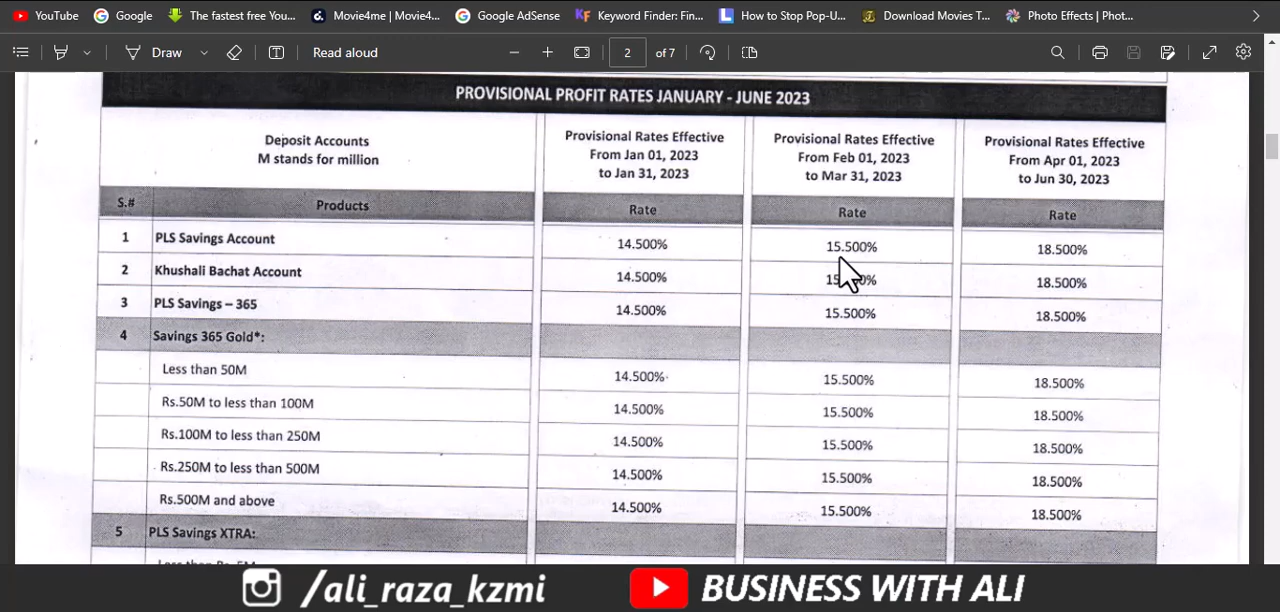 YouTube Google The fastest free You... Movie4me | Movie4... Google AdSense Keyword Finder: Fin... How to Stop Pop-U... Download Movies T... Photo Effects | Phot...
Draw Read aloud 2 of 7
PROVISIONAL PROFIT RATES JANUARY - JUNE 2023
Deposit Accounts
M stands for million
Provisional Rates Effective
From Jan 01, 2023
to Jan 31, 2023
Provisional Rates Effective
From Feb 01, 2023
to Mar 31, 2023
Provisional Rates Effective
From Apr 01, 2023
to Jun 30, 2023
S.# Products Rate Rate Rate
1 PLS Savings Account 14.500% 15.500% 18.500%
2 Khushali Bachat Account 14.500% 18.500%
3 PLS Savings – 365 14.500% 15.500% 18.500%
4 Savings 365 Gold*:
Less than 50M 14.500% 15.500% 18.500%
Rs.50M to less than 100M 14.500% 15.500% 18.500%
Rs.100M to less than 250M 14.500% 15.500% 18.500%
Rs.250M to less than 500M 14.500% 15.500% 18.500%
Rs.500M and above 14.500% 15.500% 18.500%
5 PLS Savings XTRA:
/ali_raza_kzmi BUSINESS WITH ALI